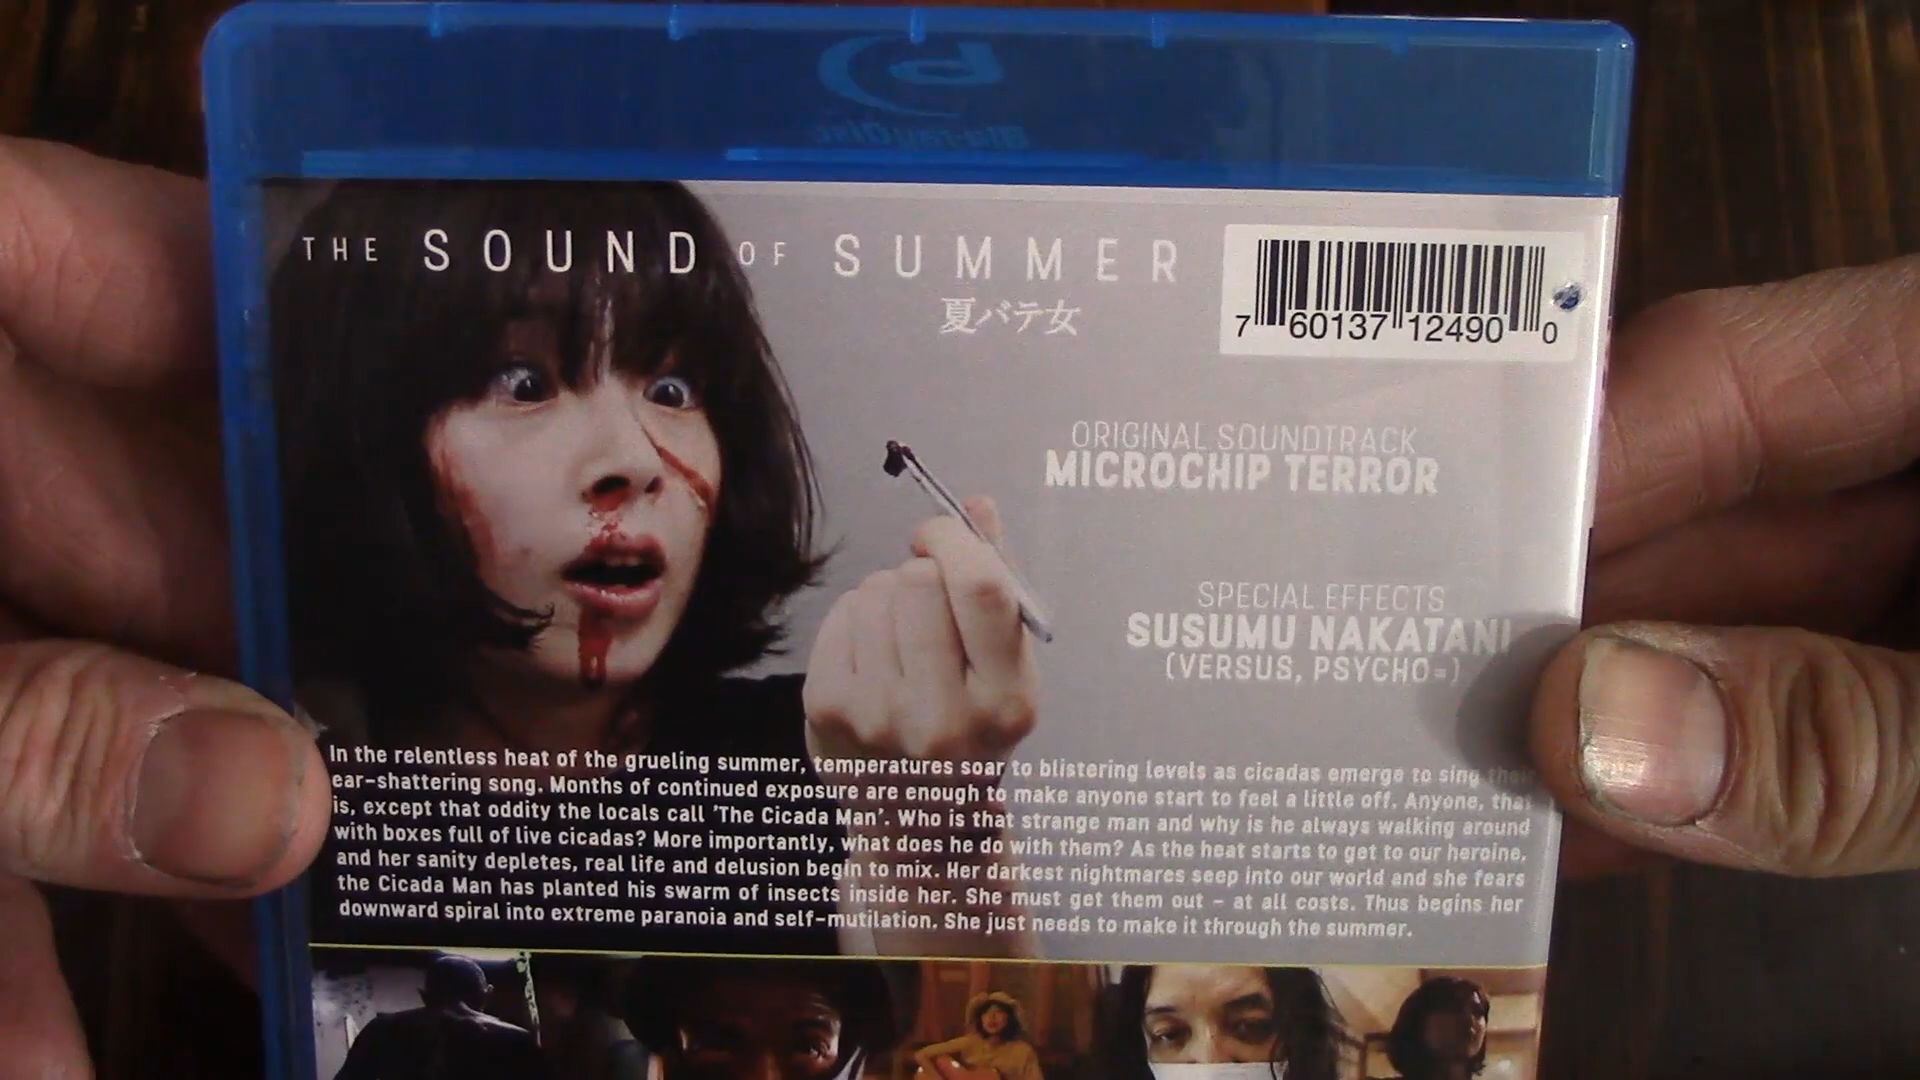 THE SOUND OF SUMMER
夏バテ女
7 60137 12490 0
ORIGINAL SOUNDTRACK
MICROCHIP TERROR
SPECIAL EFFECTS
SUSUMU NAKATANI
(VERSUS, PSYCHO=)
In the relentless heat of the grueling summer, temperatures soar to blistering levels as cicadas emerge to sing their
ear-shattering song. Months of continued exposure are enough to make anyone start to feel a little off. Anyone, that
is, except that oddity the locals call 'The Cicada Man'. Who is that strange man and why is he always walking around
with boxes full of live cicadas? More importantly, what does he do with them? As the heat starts to get to our heroine,
and her sanity depletes, real life and delusion begin to mix. Her darkest nightmares seep into our world and she fears
the Cicada Man has planted his swarm of insects inside her. She must get them out – at all costs. Thus begins her
downward spiral into extreme paranoia and self-mutilation. She just needs to make it through the summer.